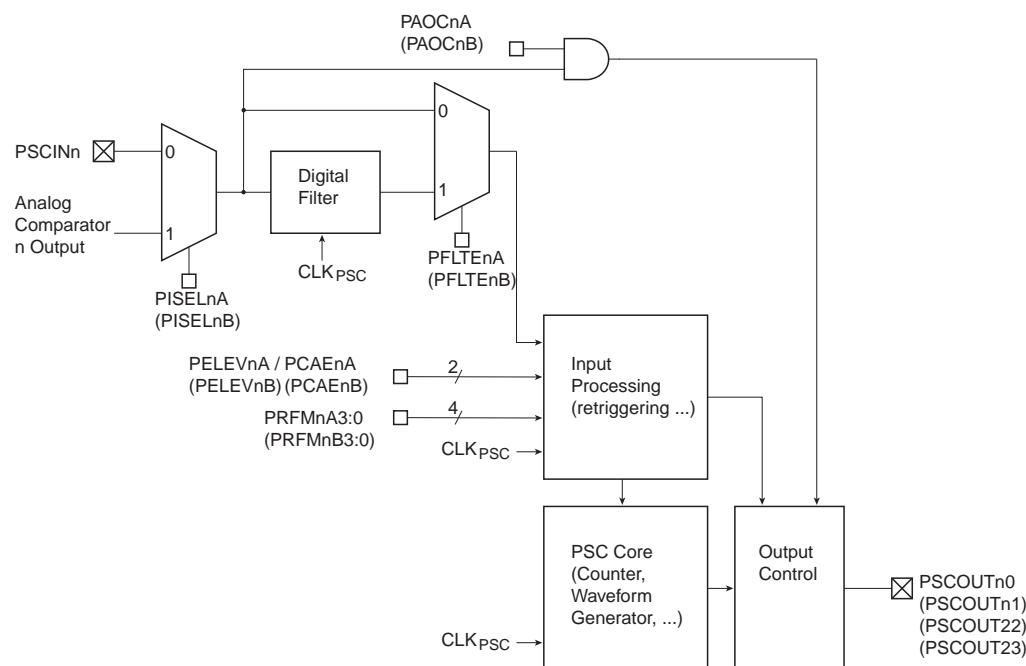 PAOCnA
(PAOCnB)
0
PSCINn
0
Digital
Filter
1
Analog
Comparator
n Output
1
PFLTEnA
(PFLTEnB)
CLKPSC
PISELnA
(PISELnB)
PELEVnA / PCAEnA
(PELEVnB) (PCAEnB)
2
Input
Processing
(retriggering ...)
PRFMnA3:0
(PRFMnB3:0)
4
CLKPSC
PSC Core
(Counter,
Waveform
Generator, ...)
Output
Control
CLKPSC
PSCOUTn0
(PSCOUTn1)
(PSCOUT22)
(PSCOUT23)